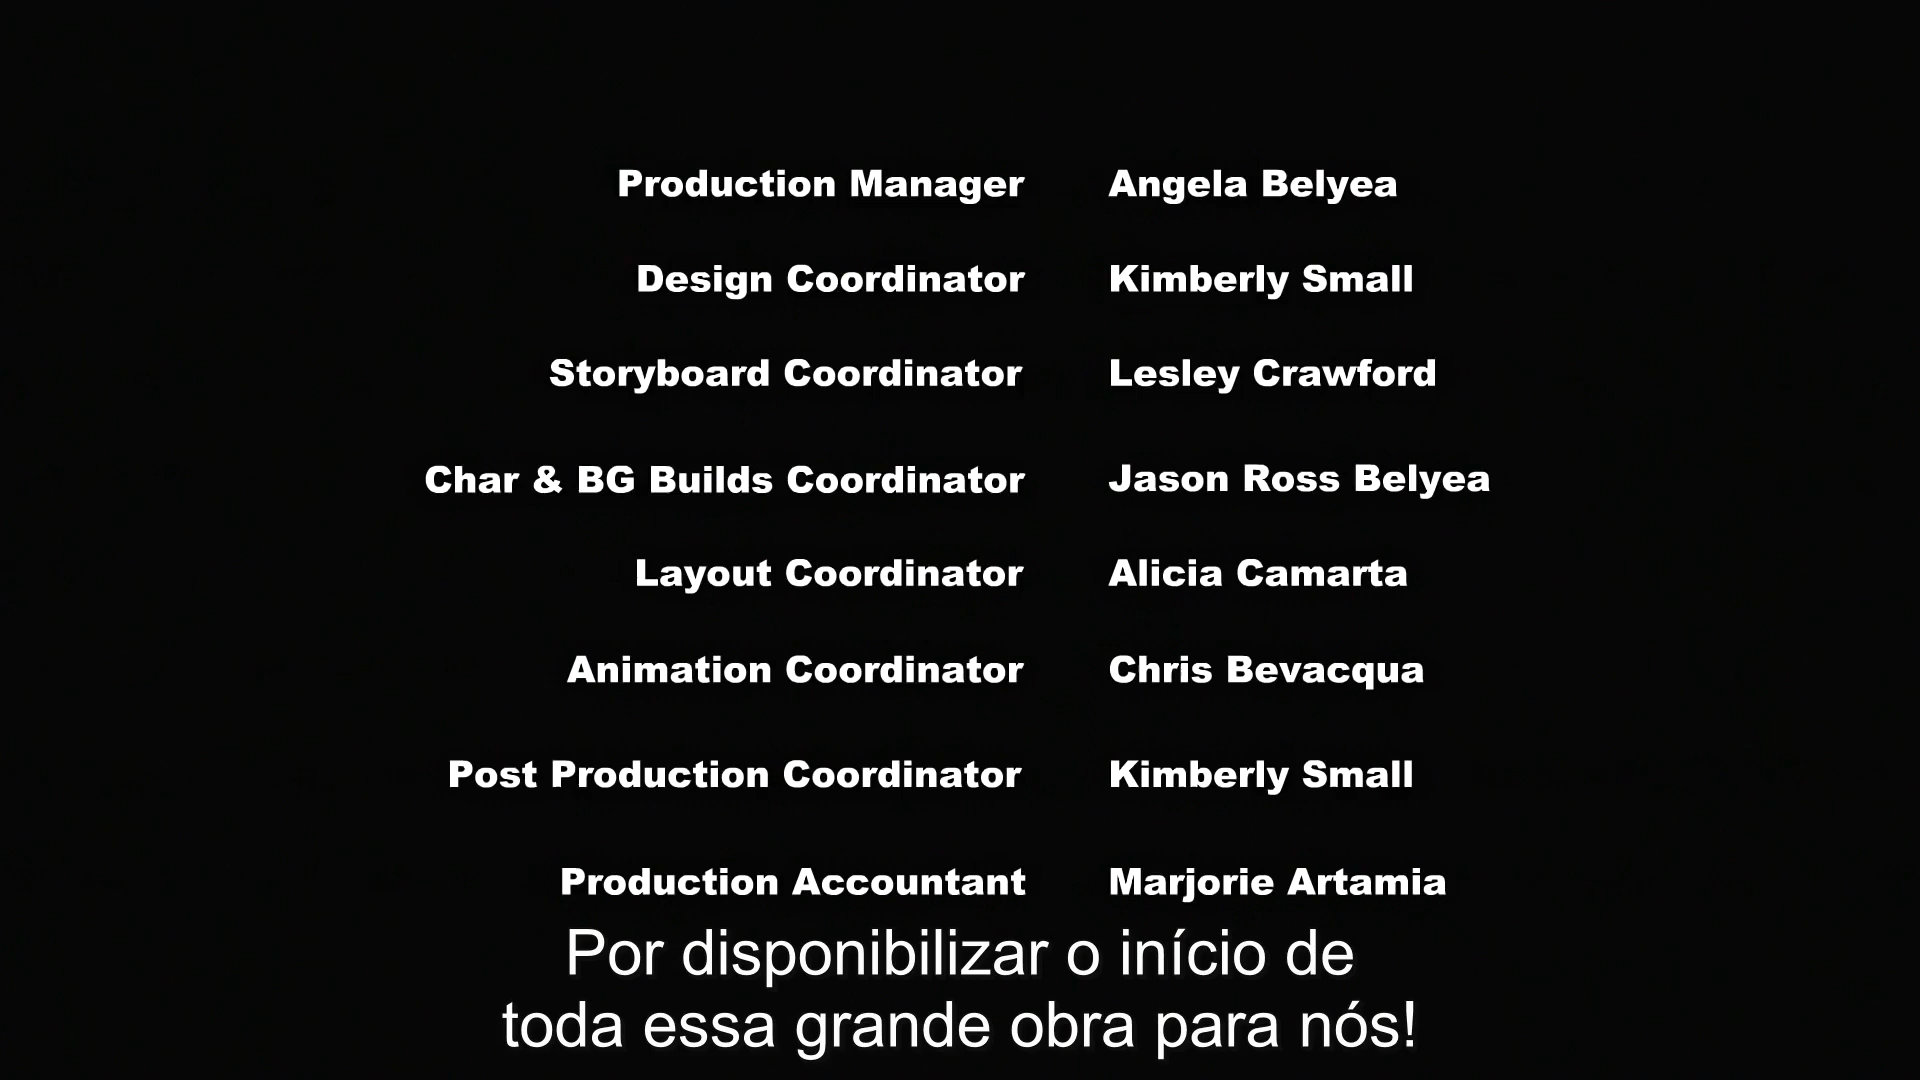 Production Manager Angela Belyea
Design Coordinator Kimberly Small
Storyboard Coordinator Lesley Crawford
Char & BG Builds Coordinator Jason Ross Belyea
Layout Coordinator Alicia Camarta
Animation Coordinator Chris Bevacqua
Post Production Coordinator Kimberly Small
Production Accountant Marjorie Artamia
Por disponibilizar o início de
toda essa grande obra para nós!